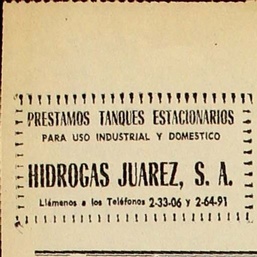 PRESTAMOS TANQUES ESTACIONARIOS
PARA USO INDUSTRIAL Y DOMESTICO
HIDROGAS JUAREZ, S. A.
Llámenos a los Teléfonos 2-33-06 y 2-64-91